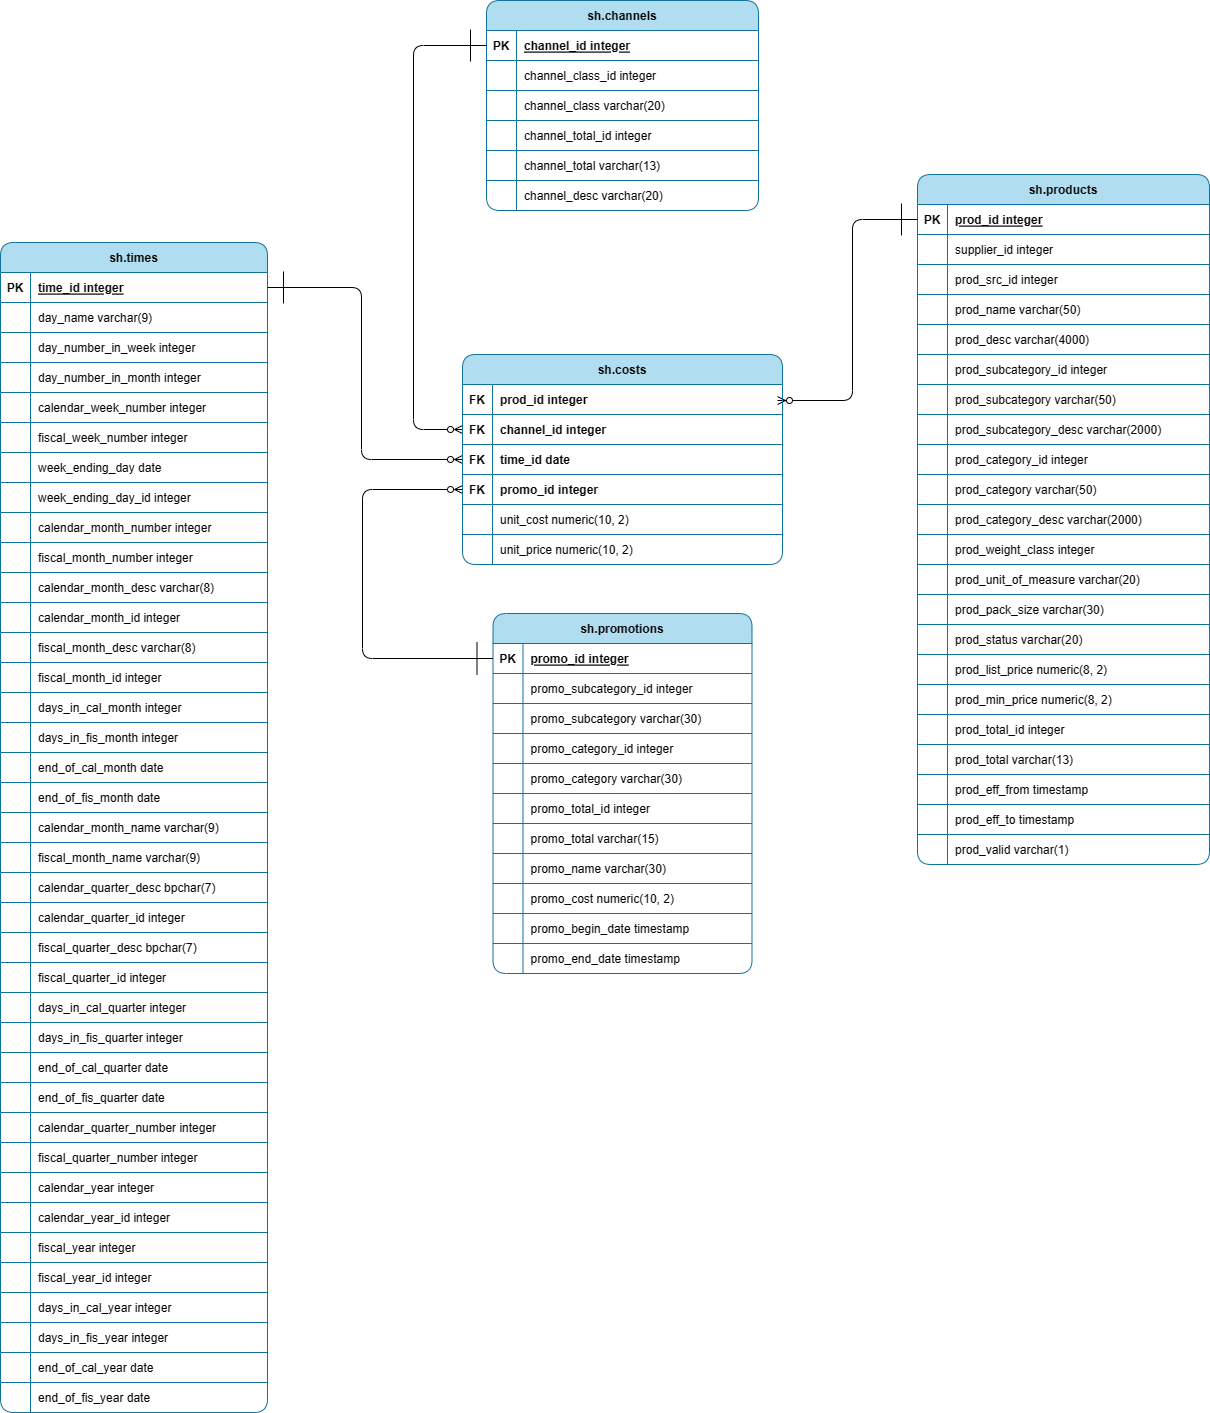 sh.channels
PK channel_id integer
channel_class_id integer
channel_class varchar(20)
channel_total_id integer
channel_total varchar(13)
channel_desc varchar(20)
sh.products
PK prod_id integer
supplier_id integer
prod_src_id integer
prod_name varchar(50)
prod_desc varchar(4000)
prod_subcategory_id integer
prod_subcategory varchar(50)
prod_subcategory_desc varchar(2000)
prod_category_id integer
prod_category varchar(50)
prod_category_desc varchar(2000)
prod_weight_class integer
prod_unit_of_measure varchar(20)
prod_pack_size varchar(30)
prod_status varchar(20)
prod_list_price numeric(8, 2)
prod_min_price numeric(8, 2)
prod_total_id integer
prod_total varchar(13)
prod_eff_from timestamp
prod_eff_to timestamp
prod_valid varchar(1)
sh.times
PK time_id integer
day_name varchar(9)
day_number_in_week integer
day_number_in_month integer
calendar_week_number integer
fiscal_week_number integer
week_ending_day date
week_ending_day_id integer
calendar_month_number integer
fiscal_month_number integer
calendar_month_desc varchar(8)
calendar_month_id integer
fiscal_month_desc varchar(8)
fiscal_month_id integer
days_in_cal_month integer
days_in_fis_month integer
end_of_cal_month date
end_of_fis_month date
calendar_month_name varchar(9)
fiscal_month_name varchar(9)
calendar_quarter_desc bpchar(7)
calendar_quarter_id integer
fiscal_quarter_desc bpchar(7)
fiscal_quarter_id integer
days_in_cal_quarter integer
days_in_fis_quarter integer
end_of_cal_quarter date
end_of_fis_quarter date
calendar_quarter_number integer
fiscal_quarter_number integer
calendar_year integer
calendar_year_id integer
fiscal_year integer
fiscal_year_id integer
days_in_cal_year integer
days_in_fis_year integer
end_of_cal_year date
end_of_fis_year date
sh.costs
FK prod_id integer
FK channel_id integer
FK time_id date
FK promo_id integer
unit_cost numeric(10, 2)
unit_price numeric(10, 2)
sh.promotions
PK promo_id integer
promo_subcategory_id integer
promo_subcategory varchar(30)
promo_category_id integer
promo_category varchar(30)
promo_total_id integer
promo_total varchar(15)
promo_name varchar(30)
promo_cost numeric(10, 2)
promo_begin_date timestamp
promo_end_date timestamp